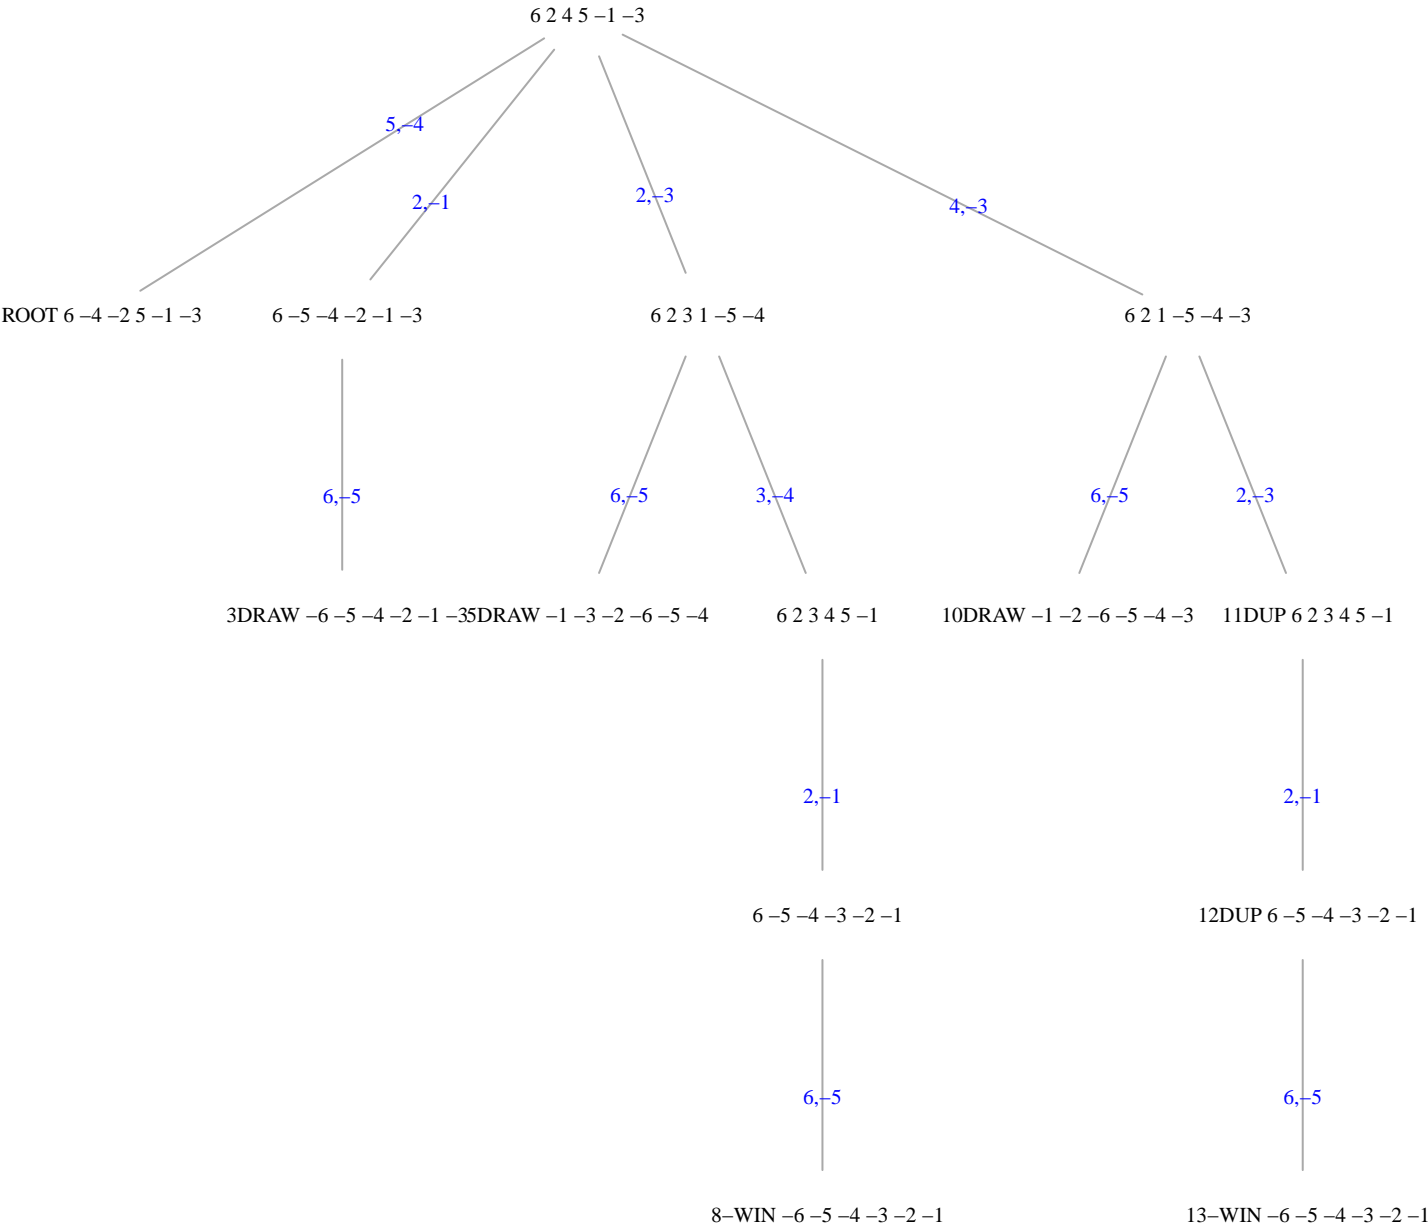 6 2 4 5 –1 –3
5,–4
2,–1
2,–3
4,–3
ROOT 6 –4 –2 5 –1 –3
6 –5 –4 –2 –1 –3
6 2 3 1 –5 –4
6 2 1 –5 –4 –3
6,–5
6,–5
3,–4
6,–5
2,–3
3DRAW –6 –5 –4 –2 –1 –3
5DRAW –1 –3 –2 –6 –5 –4
6 2 3 4 5 –1
10DRAW –1 –2 –6 –5 –4 –3
11DUP 6 2 3 4 5 –1
2,–1
2,–1
6 –5 –4 –3 –2 –1
12DUP 6 –5 –4 –3 –2 –1
6,–5
6,–5
8–WIN –6 –5 –4 –3 –2 –1
13–WIN –6 –5 –4 –3 –2 –1